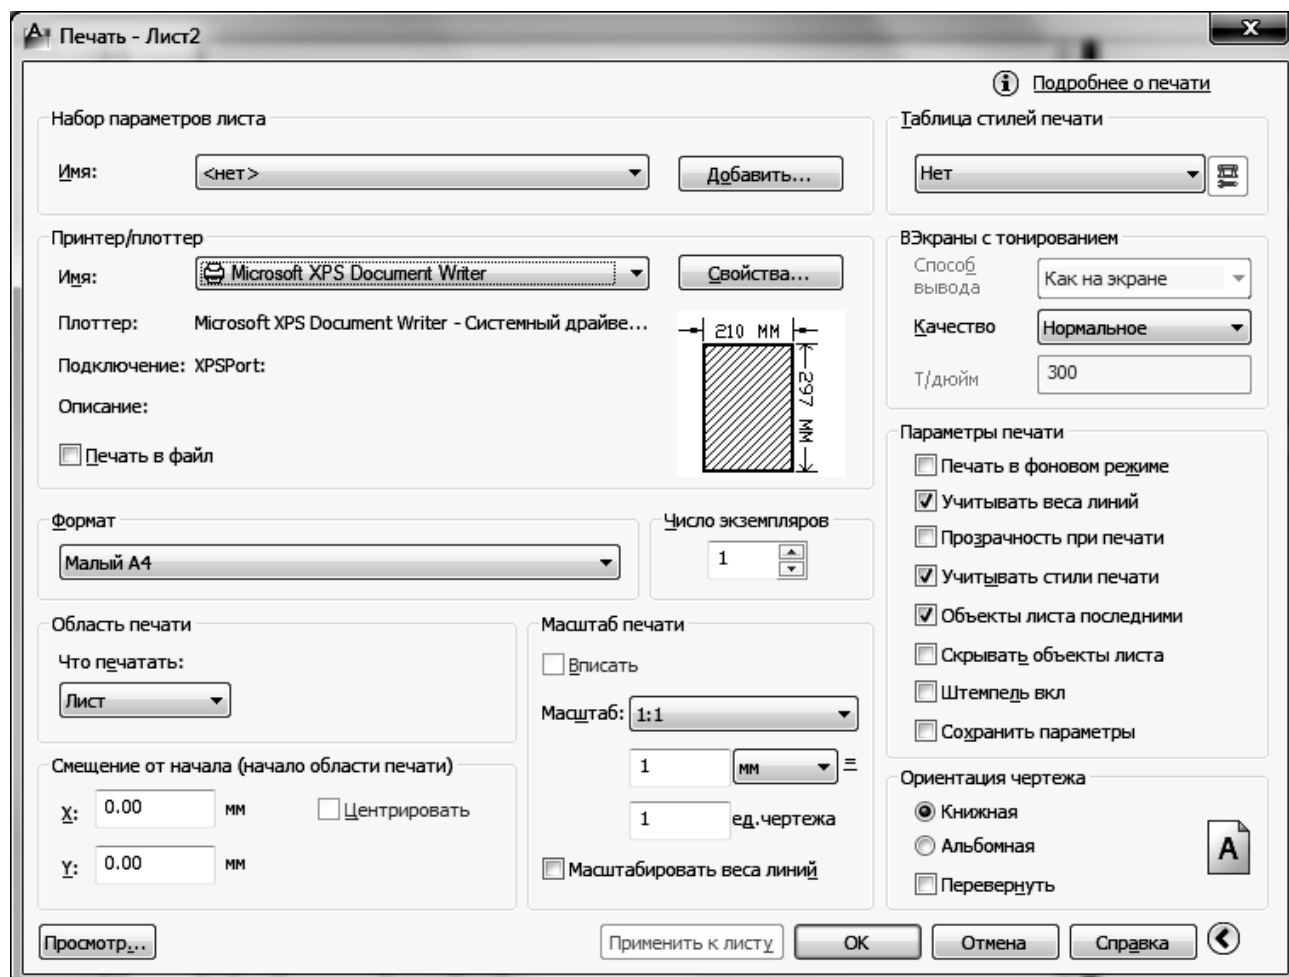 Печать - Лист2
Подробнее о печати
Набор параметров листа
Имя:
<нет>
Добавить...
Таблица стилей печати
Нет
Принтер/плоттер
Имя:
Microsoft XPS Document Writer
Свойства...
Плоттер:
Microsoft XPS Document Writer - Системный драйве...
Подключение: XPSPort:
Описание:
Печать в файл
210 MM
297 MM
ВЭкраны с тонированием
Способ
вывода
Как на экране
Качество
Нормальное
Т/дюйм
300
Формат
Малый A4
Число экземпляров
1
Параметры печати
Печать в фоновом режиме
Учитывать веса линий
Прозрачность при печати
Учитывать стили печати
Объекты листа последними
Скрывать объекты листа
Штемпель вкл
Сохранить параметры
Область печати
Что печатать:
Лист
Масштаб печати
Вписать
Масштаб:
1:1
1
мм
=
1
ед.чертежа
Масштабировать веса линий
Смещение от начала (начало области печати)
X:
0.00
мм
Центрировать
Y:
0.00
мм
Ориентация чертежа
Книжная
Альбомная
Перевернуть
A
Просмотр...
Применить к листу
OK
Отмена
Справка